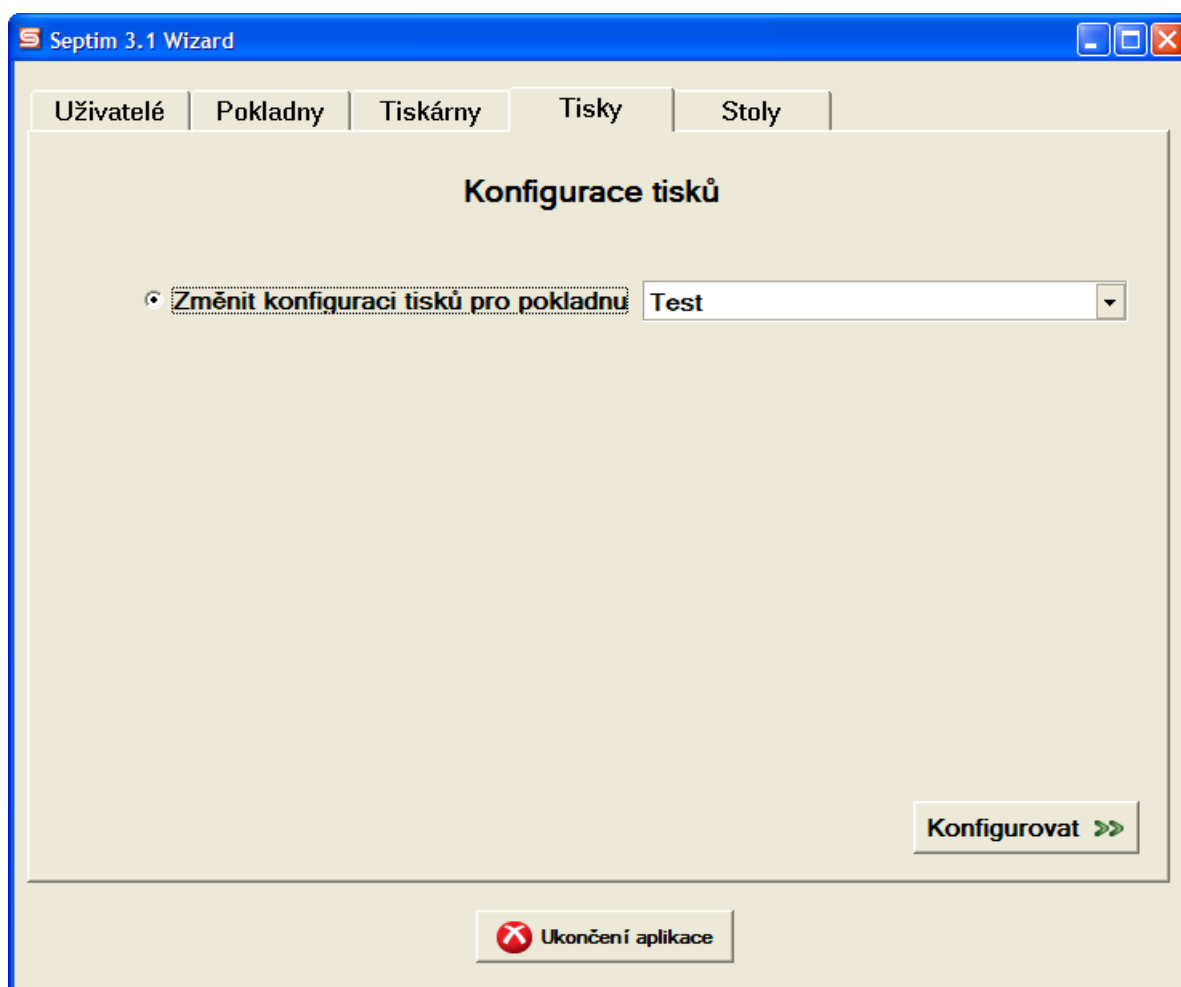 Septim 3.1 Wizard
Uživatelé Pokladny Tiskárny Tisky Stoly
Konfigurace tisků
Změnit konfiguraci tisků pro pokladnu Test
Konfigurovat
Ukončení aplikace